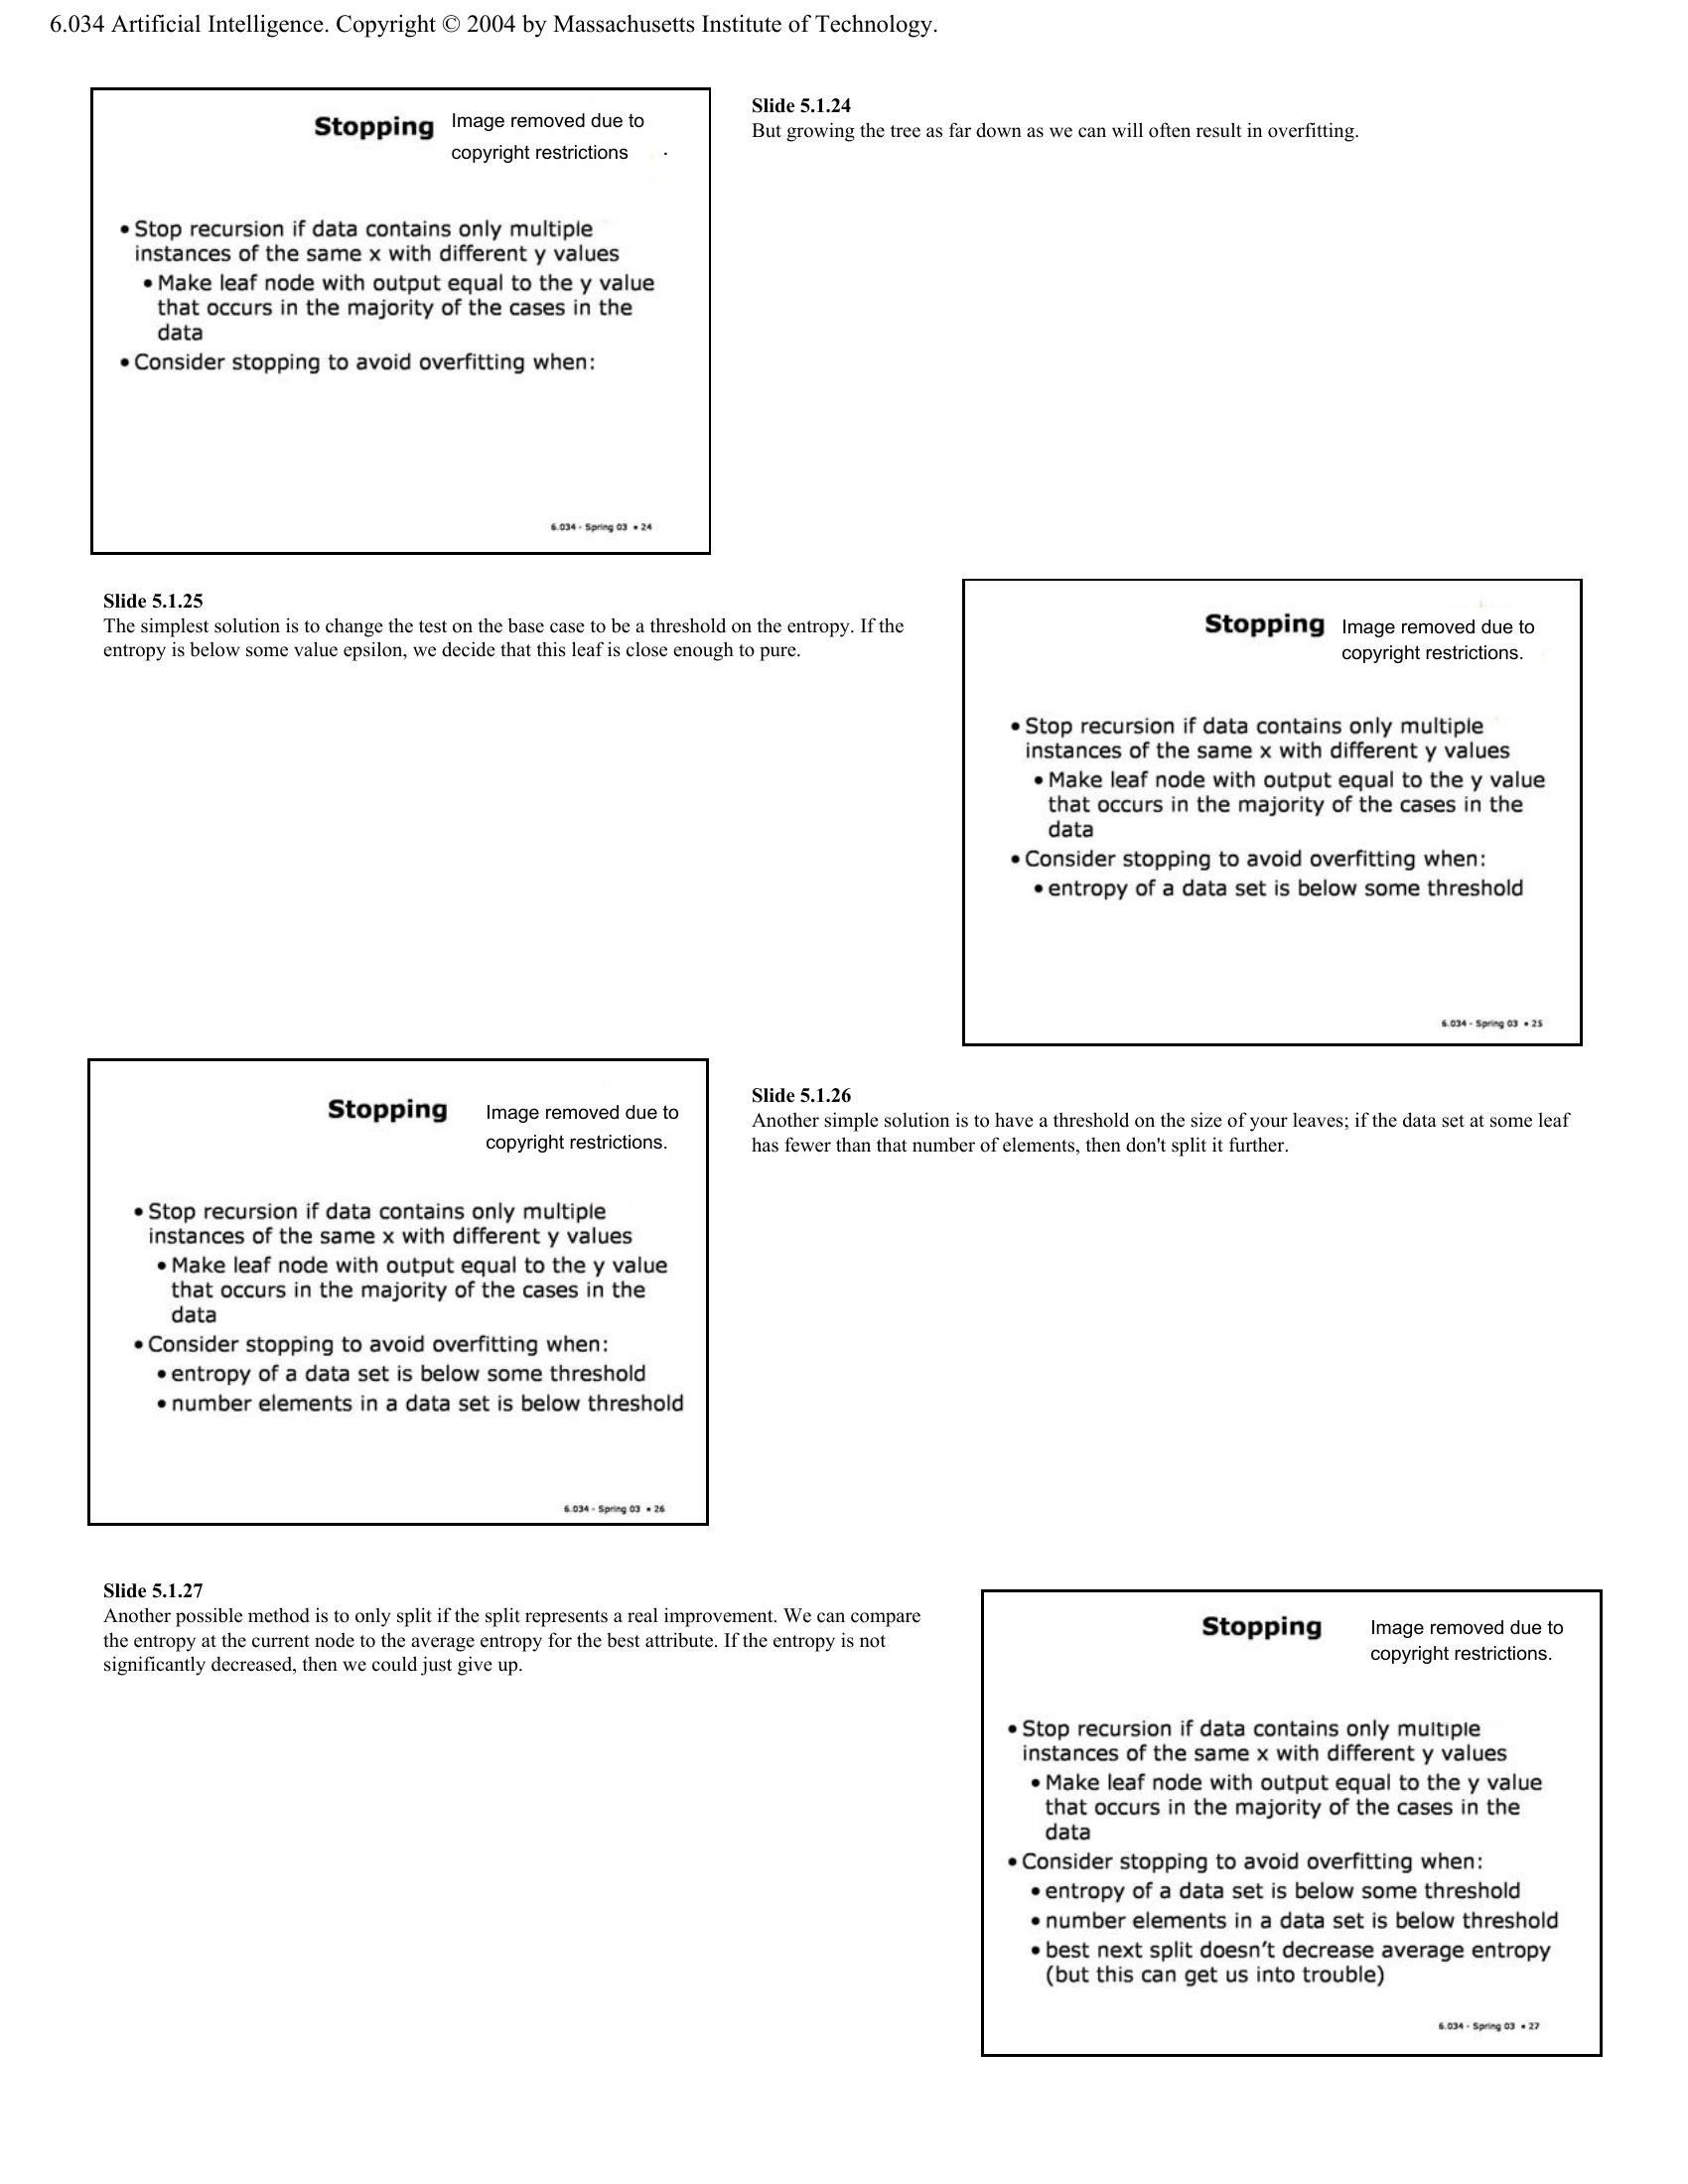 6.034 Artificial Intelligence. Copyright © 2004 by Massachusetts Institute of Technology.
Stopping
Image removed due to
copyright restrictions .
• Stop recursion if data contains only multiple
instances of the same x with different y values
• Make leaf node with output equal to the y value
that occurs in the majority of the cases in the
data
• Consider stopping to avoid overfitting when:
6.034 - Spring 03 • 24
Slide 5.1.24
But growing the tree as far down as we can will often result in overfitting.
Slide 5.1.25
The simplest solution is to change the test on the base case to be a threshold on the entropy. If the
entropy is below some value epsilon, we decide that this leaf is close enough to pure.
Stopping
Image removed due to
copyright restrictions.
• Stop recursion if data contains only multiple
instances of the same x with different y values
• Make leaf node with output equal to the y value
that occurs in the majority of the cases in the
data
• Consider stopping to avoid overfitting when:
• entropy of a data set is below some threshold
6.034 - Spring 03 • 25
Stopping
Image removed due to
copyright restrictions.
• Stop recursion if data contains only multiple
instances of the same x with different y values
• Make leaf node with output equal to the y value
that occurs in the majority of the cases in the
data
• Consider stopping to avoid overfitting when:
• entropy of a data set is below some threshold
• number elements in a data set is below threshold
6.034 - Spring 03 • 26
Slide 5.1.26
Another simple solution is to have a threshold on the size of your leaves; if the data set at some leaf
has fewer than that number of elements, then don't split it further.
Slide 5.1.27
Another possible method is to only split if the split represents a real improvement. We can compare
the entropy at the current node to the average entropy for the best attribute. If the entropy is not
significantly decreased, then we could just give up.
Stopping
Image removed due to
copyright restrictions.
• Stop recursion if data contains only multiple
instances of the same x with different y values
• Make leaf node with output equal to the y value
that occurs in the majority of the cases in the
data
• Consider stopping to avoid overfitting when:
• entropy of a data set is below some threshold
• number elements in a data set is below threshold
• best next split doesn't decrease average entropy
(but this can get us into trouble)
6.034 - Spring 03 • 27